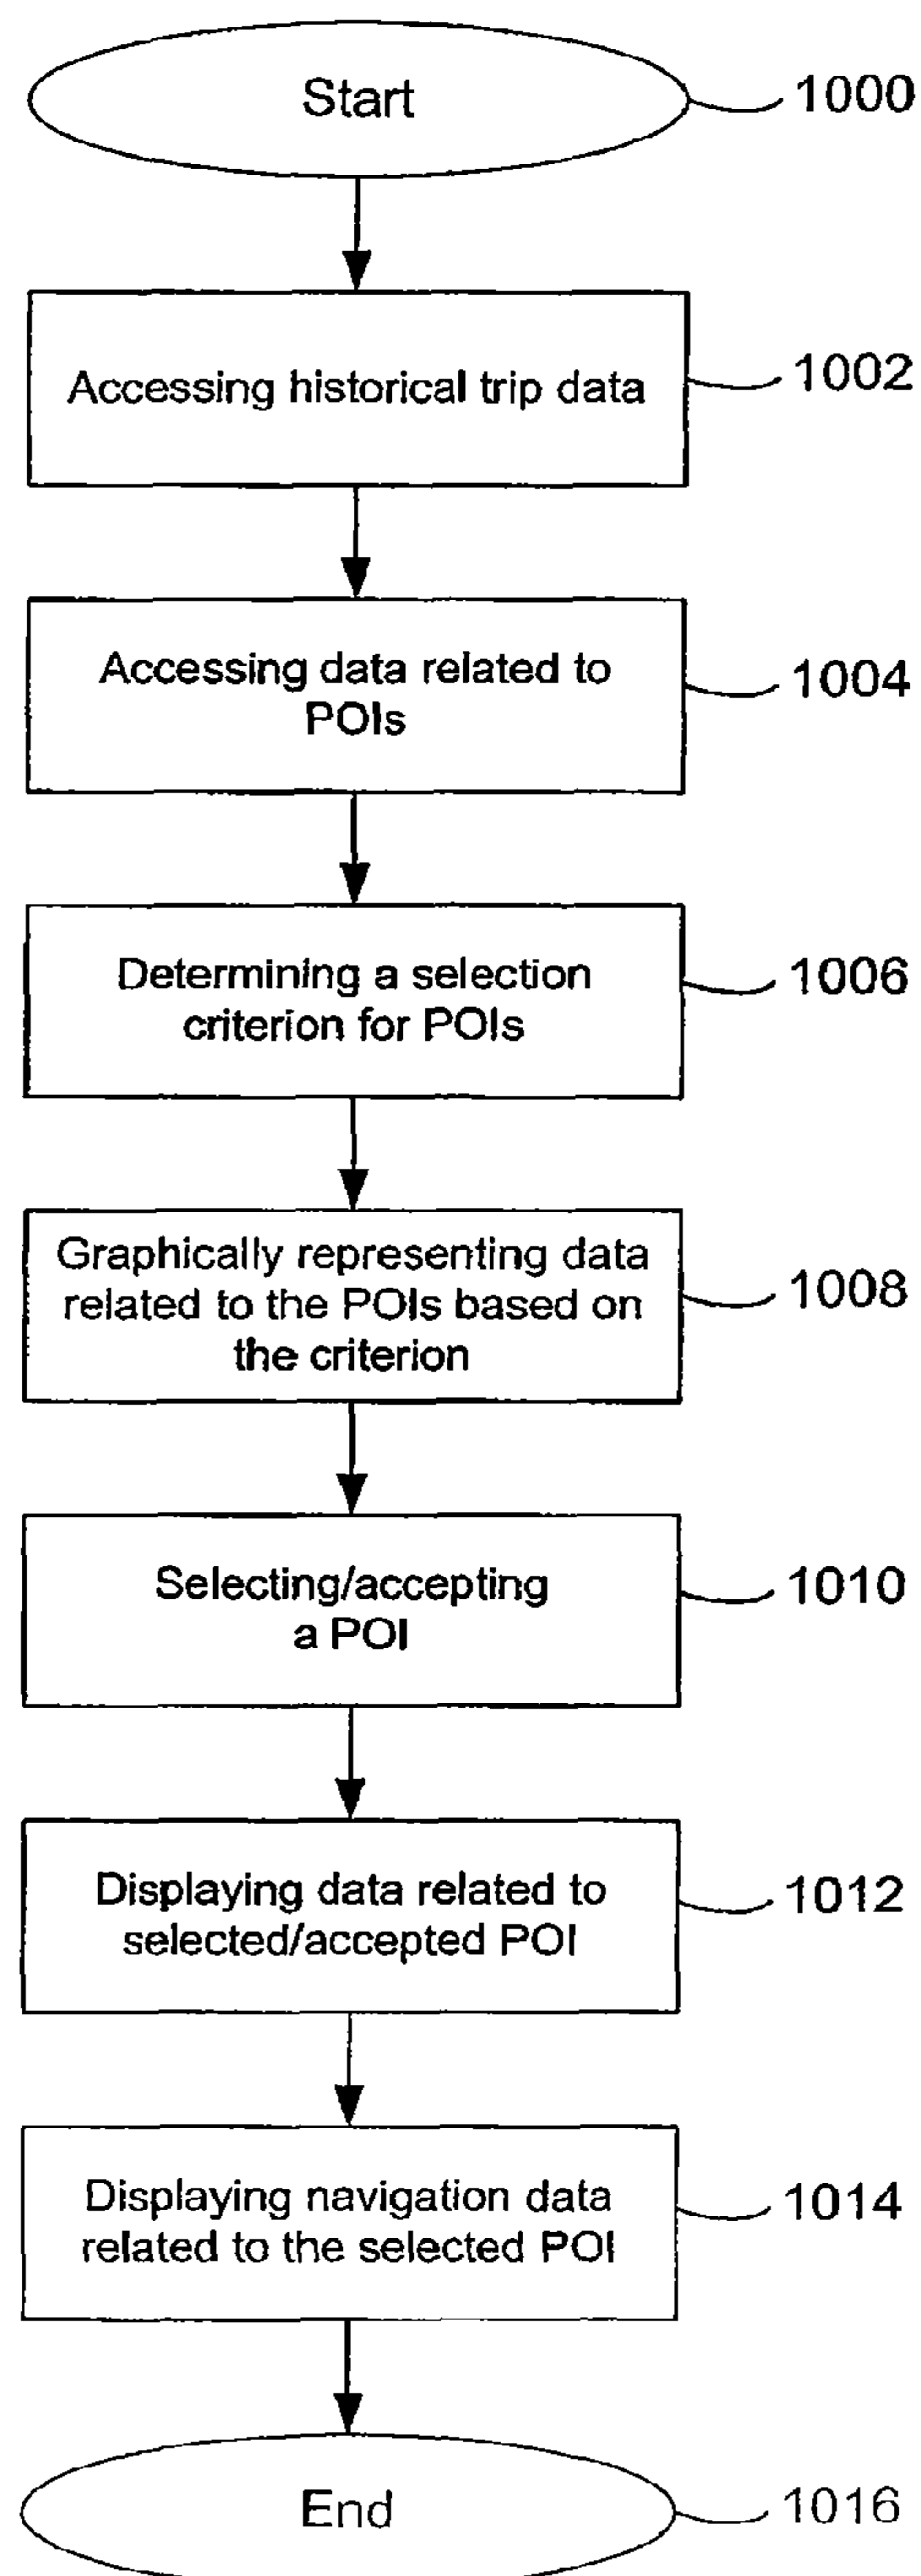 Start
1000
Accessing historical trip data
1002
Accessing data related to
POIs
1004
Determining a selection
criterion for POIs
1006
Graphically representing data
related to the POIs based on
the criterion
1008
Selecting/accepting
a POI
1010
Displaying data related to
selected/accepted POI
1012
Displaying navigation data
related to the selected POI
1014
End
1016